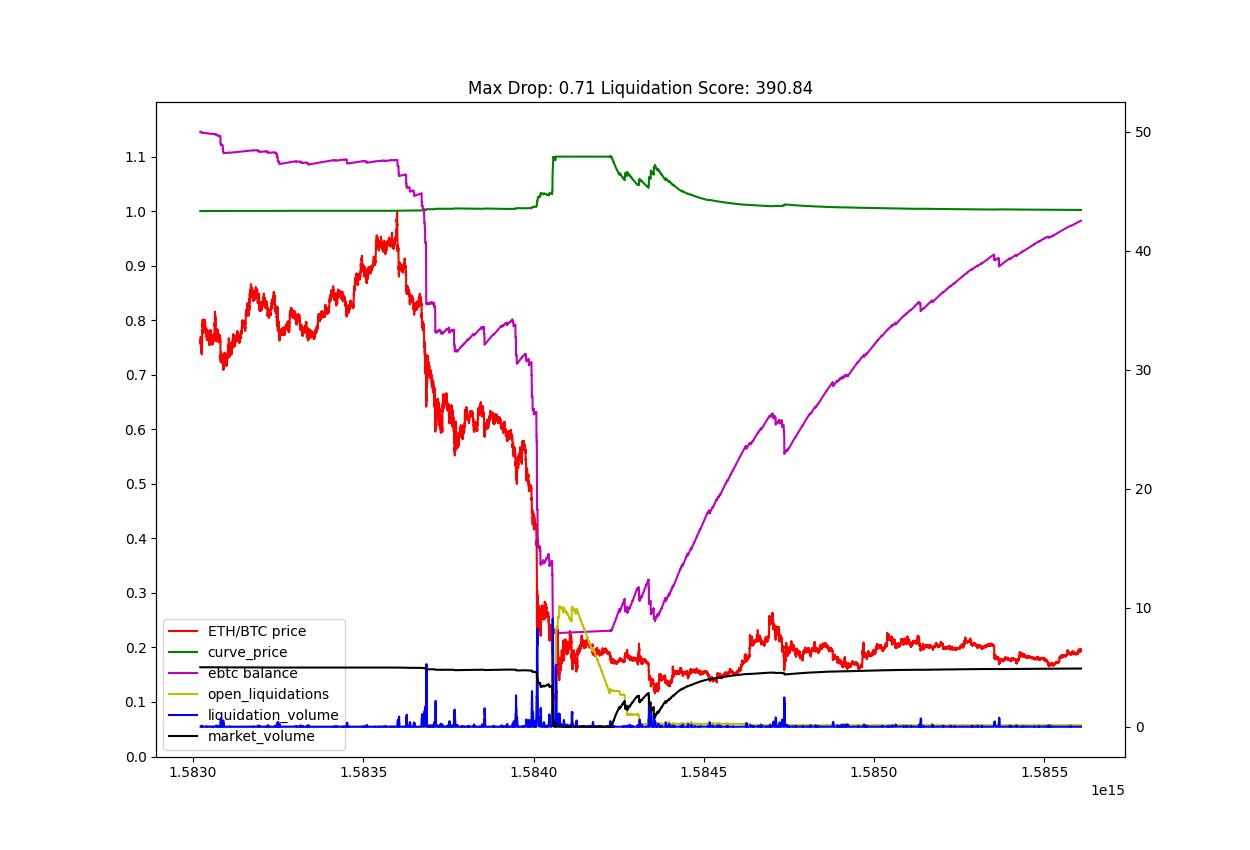 Max Drop: 0.71 Liquidation Score: 390.84
1.1
1.0
0.9
0.8
0.7
0.6
0.5
0.4
0.3
0.2
0.1
0.0
50
40
30
20
10
0
ETH/BTC price
curve_price
ebtc balance
open_liquidations
liquidation_volume
market_volume
1.5830 1.5835 1.5840 1.5845 1.5850 1.5855
1e15